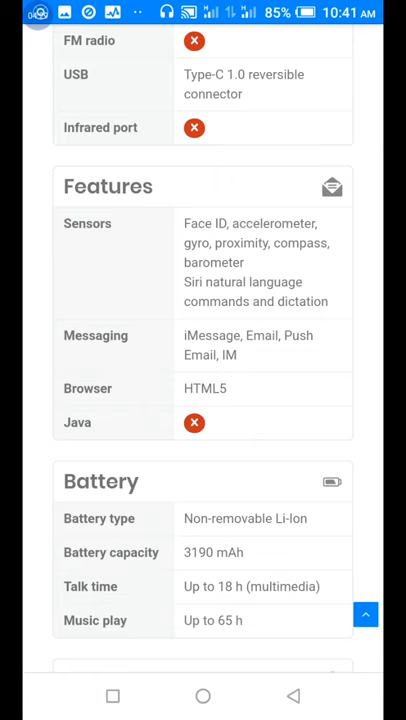 85% 10:41 AM
FM radio
USB Type-C 1.0 reversible
connector
Infrared port
Features
Sensors Face ID, accelerometer,
gyro, proximity, compass,
barometer
Siri natural language
commands and dictation
Messaging iMessage, Email, Push
Email, IM
Browser HTML5
Java
Battery
Battery type Non-removable Li-Ion
Battery capacity 3190 mAh
Talk time Up to 18 h (multimedia)
Music play Up to 65 h